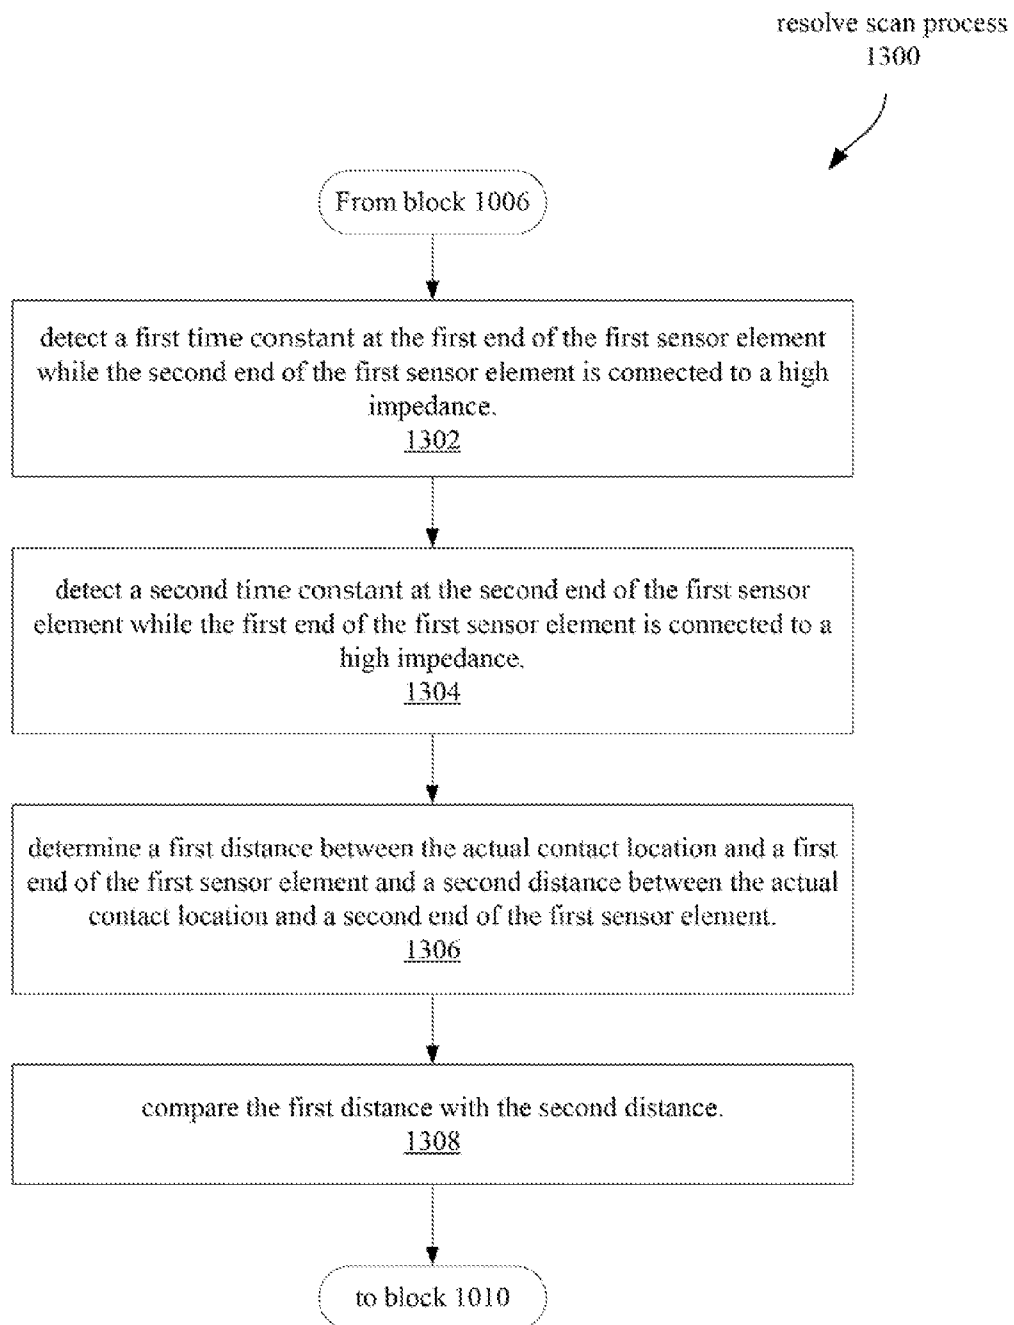 resolve scan process
1300
From block 1006
detect a first time constant at the first end of the first sensor element
while the second end of the first sensor element is connected to a high
impedance.
1302
detect a second time constant at the second end of the first sensor
element while the first end of the first sensor element is connected to a
high impedance.
1304
determine a first distance between the actual contact location and a first
end of the first sensor element and a second distance between the actual
contact location and a second end of the first sensor element.
1306
compare the first distance with the second distance.
1308
to block 1010